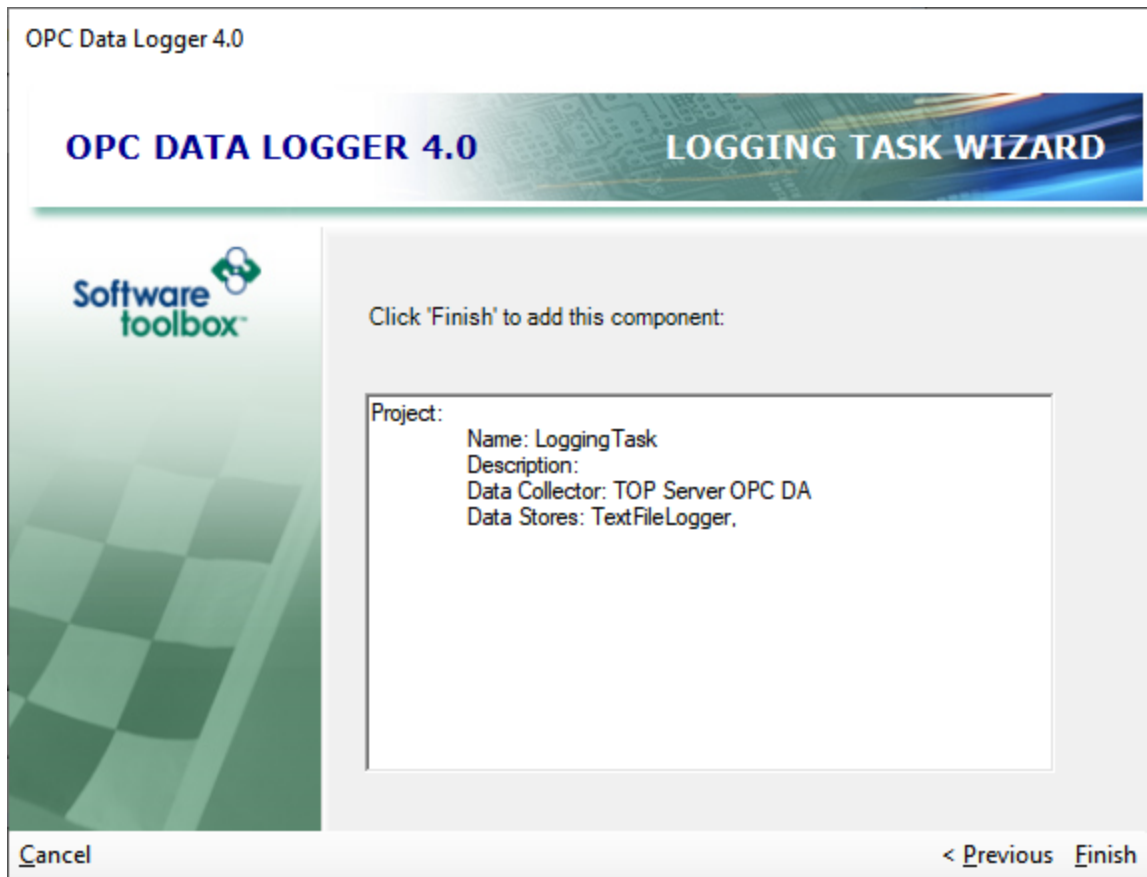 OPC Data Logger 4.0
OPC DATA LOGGER 4.0 LOGGING TASK WIZARD
Software
toolbox™
Click 'Finish' to add this component:
Project:
Name: LoggingTask
Description:
Data Collector: TOP Server OPC DA
Data Stores: TextFileLogger,
Cancel < Previous Finish